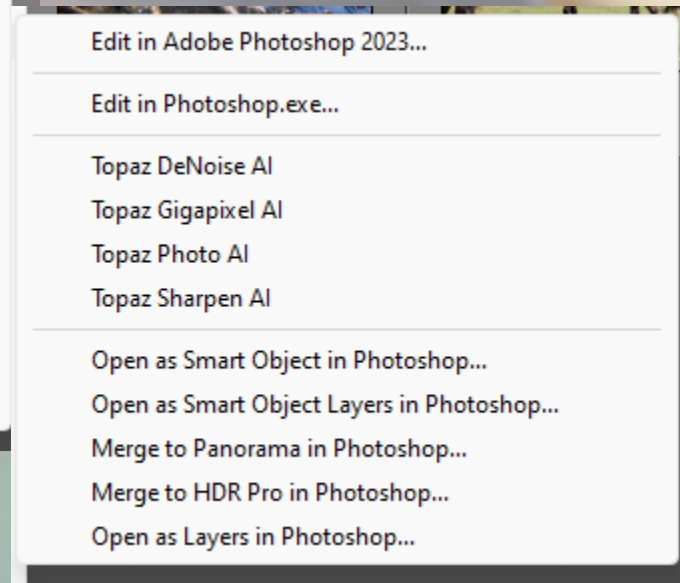 Edit in Adobe Photoshop 2023...
Edit in Photoshop.exe...
Topaz DeNoise AI
Topaz Gigapixel AI
Topaz Photo AI
Topaz Sharpen AI
Open as Smart Object in Photoshop...
Open as Smart Object Layers in Photoshop...
Merge to Panorama in Photoshop...
Merge to HDR Pro in Photoshop...
Open as Layers in Photoshop...